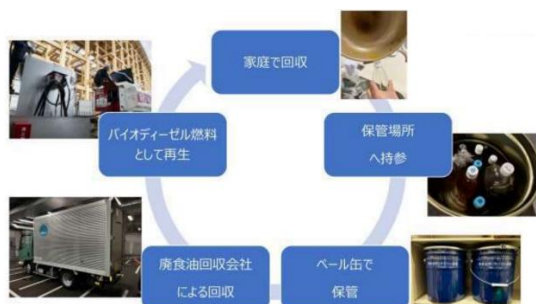 家庭で回収
保管場所
へ持参
ペール缶で
保管
廃食油回収会社
による回収
バイオディーゼル燃料
として再生